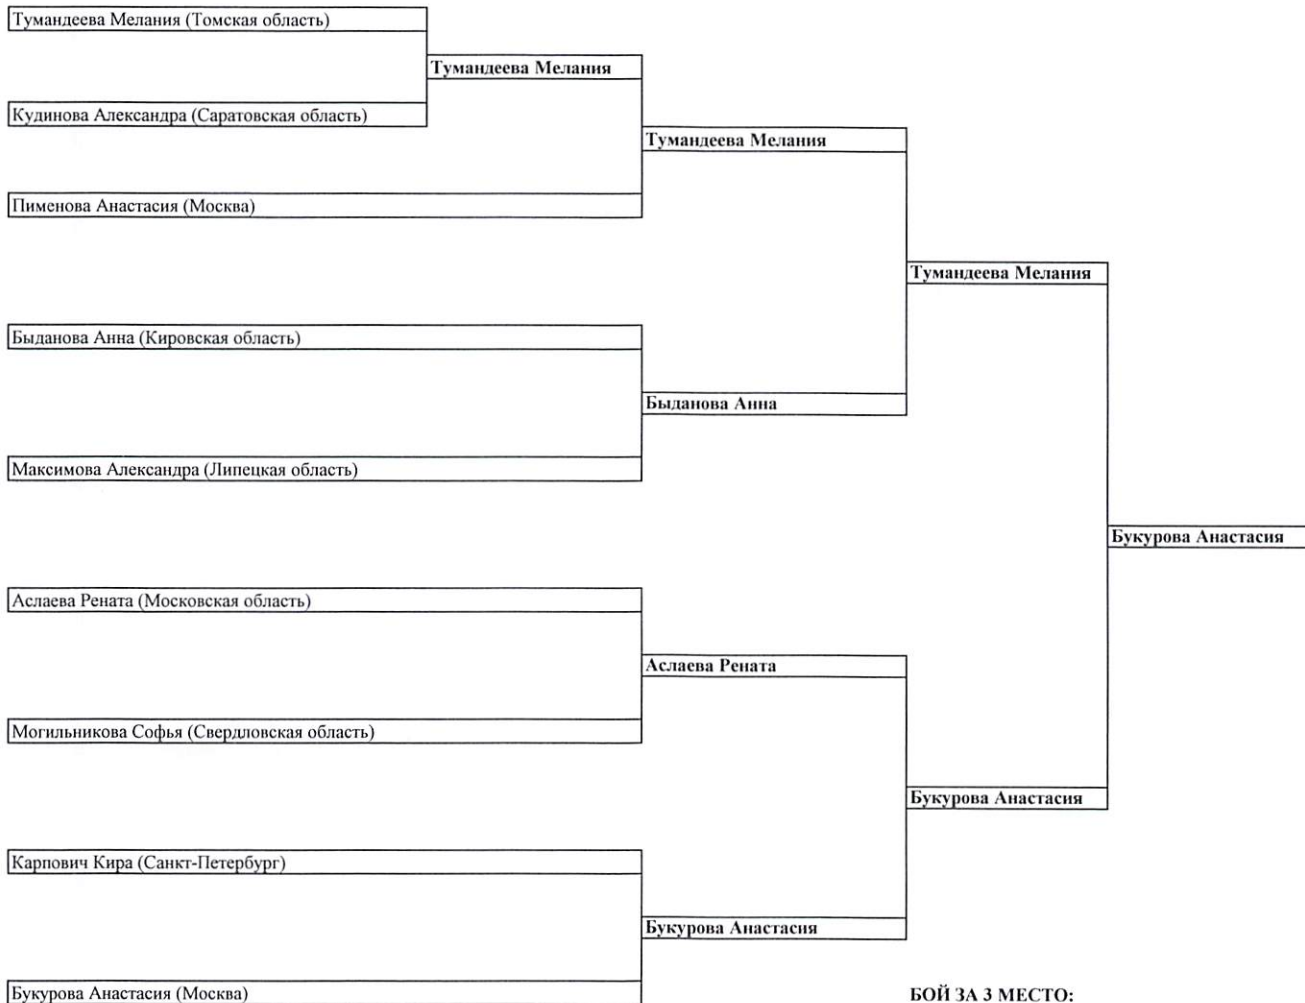 Тумандеева Мелания (Томская область)
Тумандеева Мелания
Кудинова Александра (Саратовская область)
Тумандеева Мелания
Пименова Анастасия (Москва)
Тумандеева Мелания
Быданова Анна (Кировская область)
Быданова Анна
Максимова Александра (Липецкая область)
Букурова Анастасия
Аслаева Рената (Московская область)
Аслаева Рената
Могильникова Софья (Свердловская область)
Букурова Анастасия
Карпович Кира (Санкт-Петербург)
Букурова Анастасия
Букурова Анастасия (Москва)
БОЙ ЗА 3 МЕСТО: